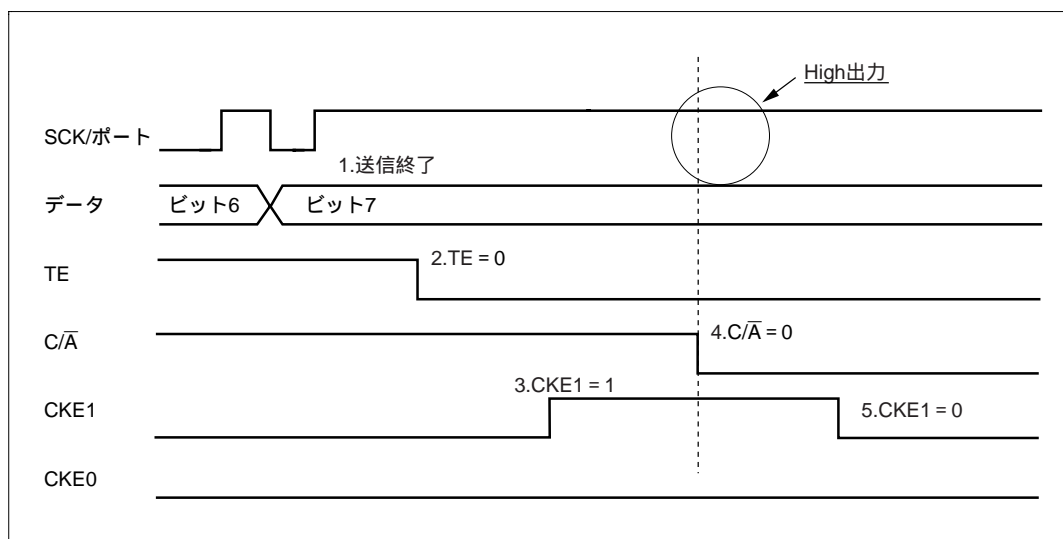 High出力
SCK/ポート
1.送信終了
データ
ビット6
ビット7
TE
2.TE = 0
C/A̅
4.C/A̅ = 0
3.CKE1 = 1
CKE1
5.CKE1 = 0
CKE0